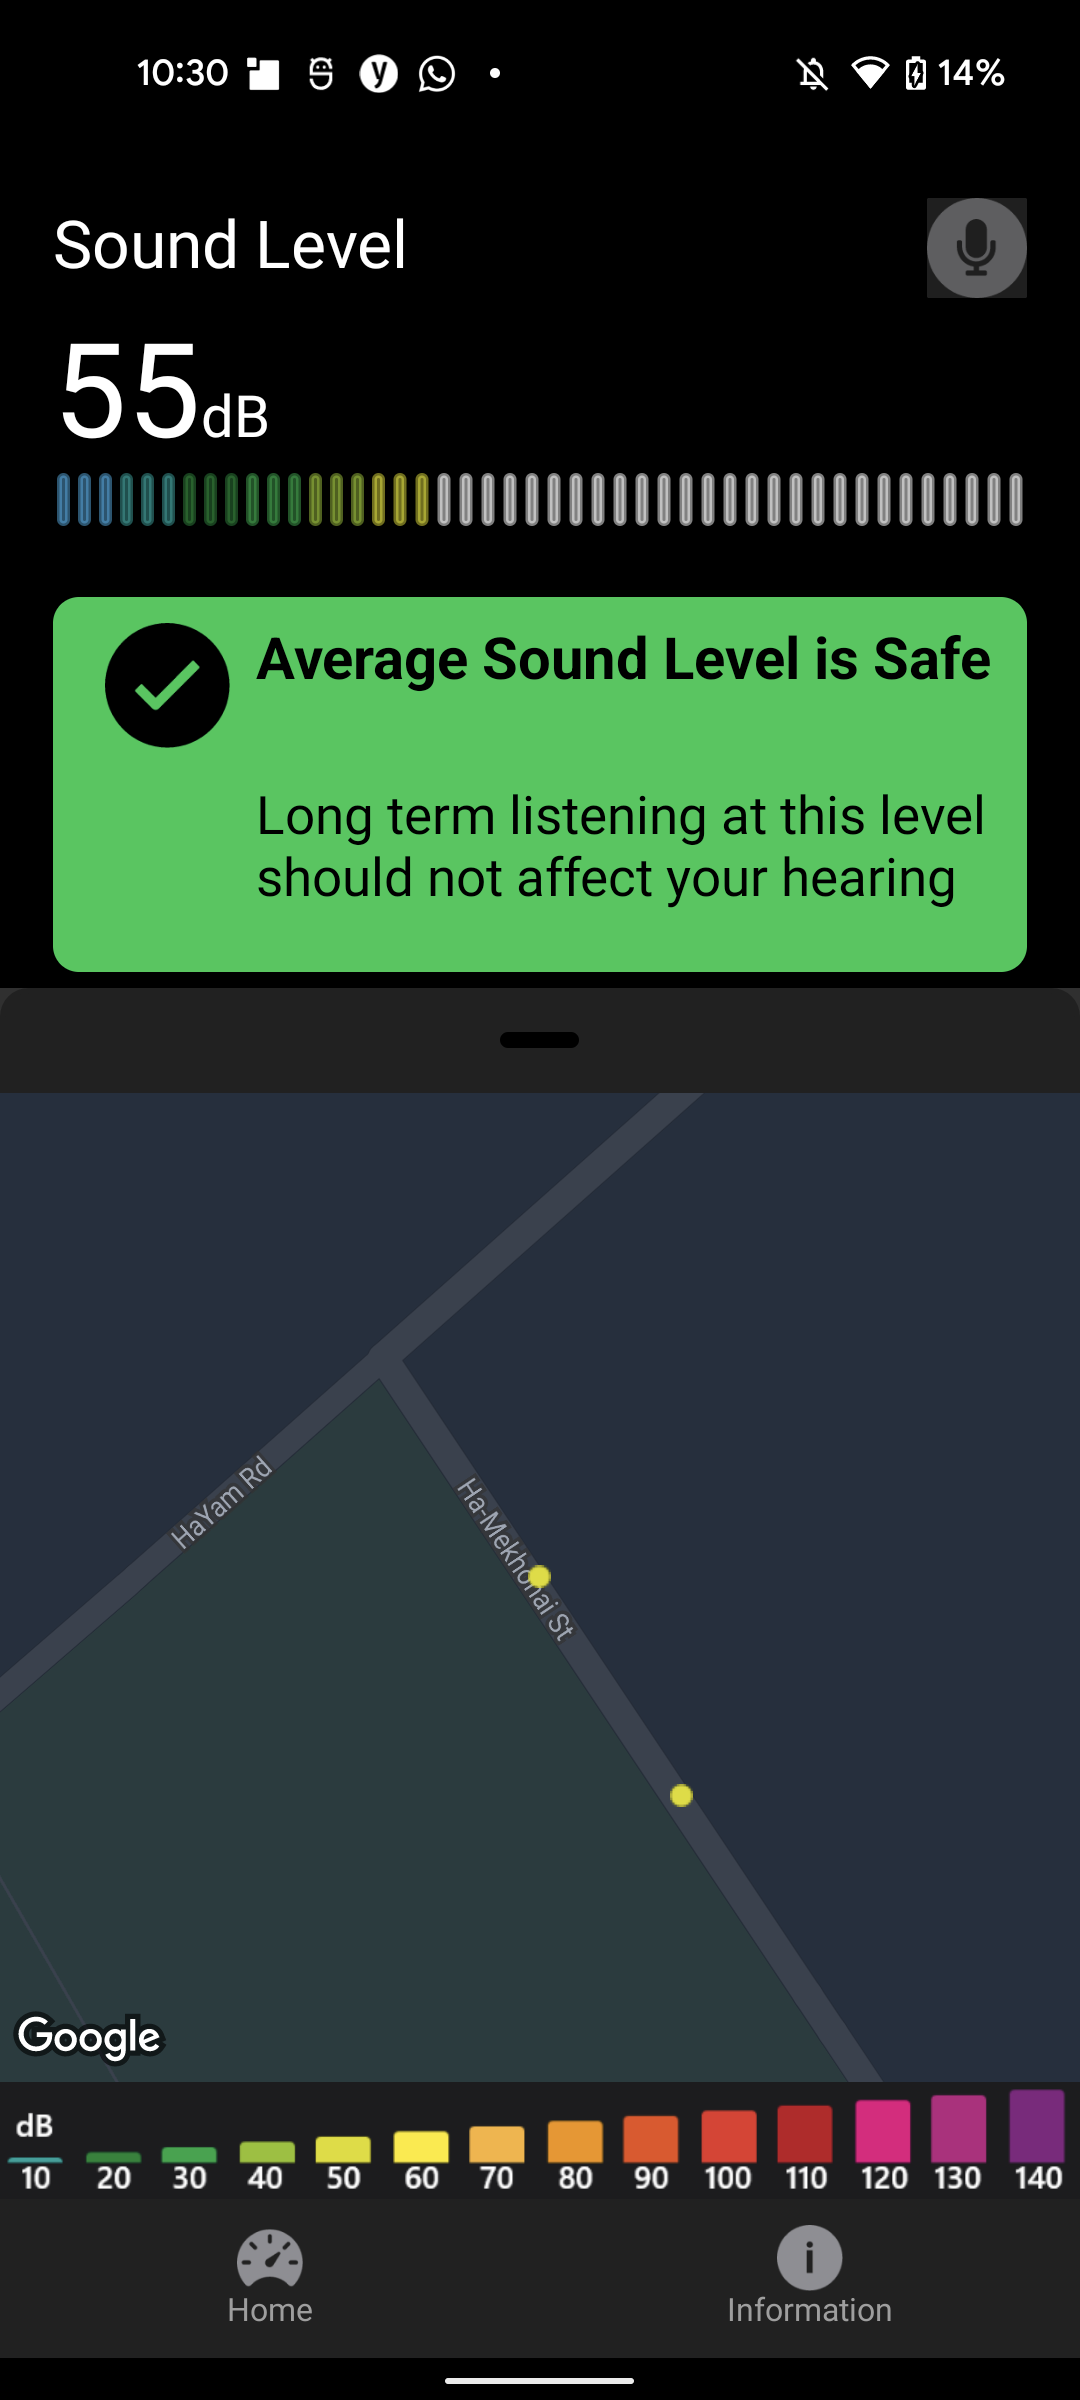 10:30
14%
Sound Level
55dB
Average Sound Level is Safe
Long term listening at this level
should not affect your hearing
HaYam Rd
Ha-Mekhonai St
Google
dB
10 20 30 40 50 60 70 80 90 100 110 120 130 140
Home
Information